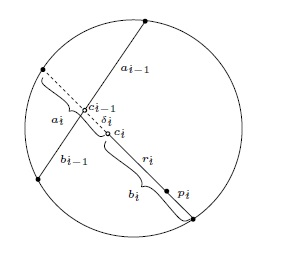 a_{i−1}
c_{i−1}
a_i
δ_i
c_i
b_{i−1}
r_i
b_i
p_i